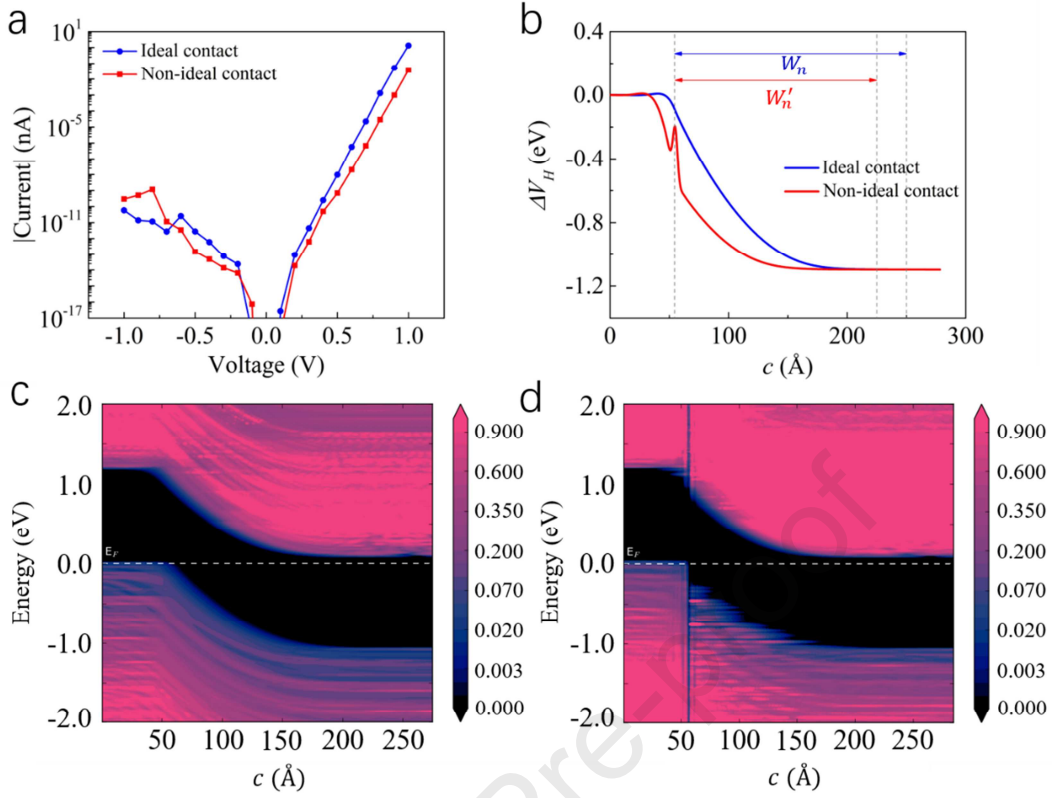 a
10^1
10^-5
10^-11
10^-17
|Current| (nA)
Ideal contact
Non-ideal contact
-1.0 -0.5 0.0 0.5 1.0
Voltage (V)
b
0.4
0.0
-0.4
-0.8
-1.2
ΔV_H (eV)
W_n
W_n′
Ideal contact
Non-ideal contact
0 100 200 300
c (Å)
c
2.0
1.0
0.0
-1.0
-2.0
Energy (eV)
E_F
50 100 150 200 250
c (Å)
0.900
0.600
0.350
0.200
0.070
0.020
0.003
0.000
d
2.0
1.0
0.0
-1.0
-2.0
Energy (eV)
E_F
50 100 150 200 250
c (Å)
0.900
0.600
0.350
0.200
0.070
0.020
0.003
0.000
Pre-proof